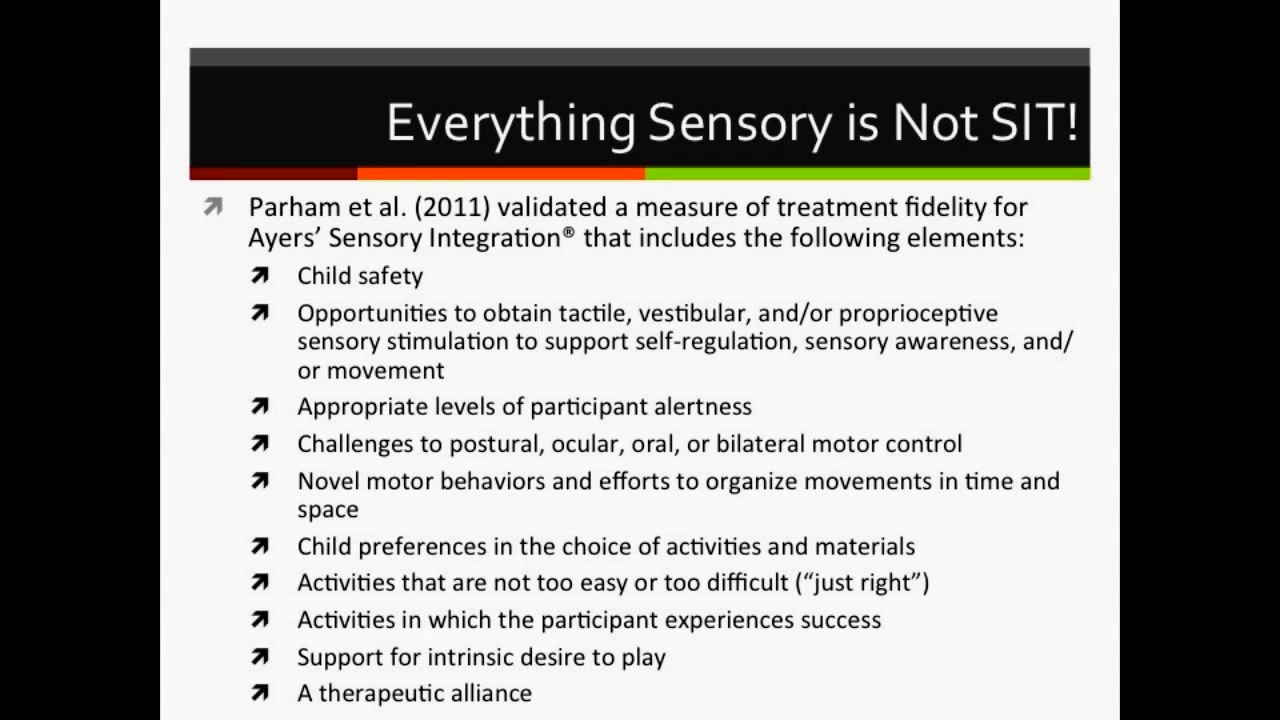 Everything Sensory is Not SIT!
Parham et al. (2011) validated a measure of treatment fidelity for
Ayers’ Sensory Integration® that includes the following elements:
Child safety
Opportunities to obtain tactile, vestibular, and/or proprioceptive
sensory stimulation to support self-regulation, sensory awareness, and/
or movement
Appropriate levels of participant alertness
Challenges to postural, ocular, oral, or bilateral motor control
Novel motor behaviors and efforts to organize movements in time and
space
Child preferences in the choice of activities and materials
Activities that are not too easy or too difficult (“just right”)
Activities in which the participant experiences success
Support for intrinsic desire to play
A therapeutic alliance